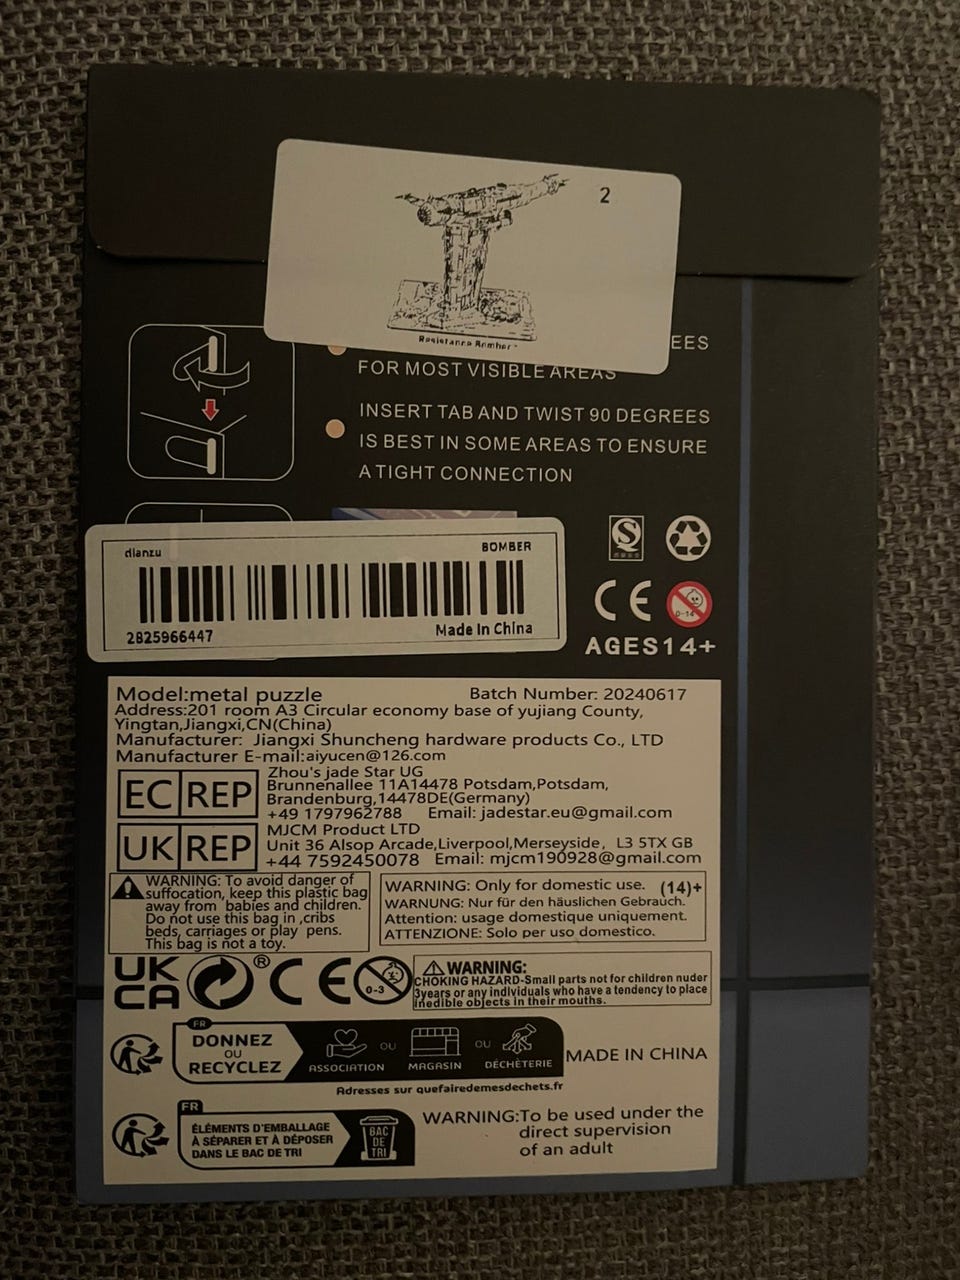 2
Resistance Bomber
EES
FOR MOST VISIBLE AREAS
INSERT TAB AND TWIST 90 DEGREES
IS BEST IN SOME AREAS TO ENSURE
A TIGHT CONNECTION
dianzu BOMBER
2825966447 Made In China
S
CE 0-14
AGES14+
Model:metal puzzle Batch Number: 20240617
Address:201 room A3 Circular economy base of yujiang County,
Yingtan,Jiangxi,CN(China)
Manufacturer: Jiangxi Shuncheng hardware products Co., LTD
Manufacturer E-mail:aiyucen@126.com
EC REP
Zhou's jade Star UG
Brunnenallee 11A14478 Potsdam,Potsdam,
Brandenburg,14478DE(Germany)
+49 1797962788 Email: jadestar.eu@gmail.com
UK REP
MJCM Product LTD
Unit 36 Alsop Arcade,Liverpool,Merseyside, L3 5TX GB
+44 7592450078 Email: mjcm190928@gmail.com
WARNING: To avoid danger of
suffocation, keep this plastic bag
away from babies and children.
Do not use this bag in ,cribs
beds, carriages or play pens.
This bag is not a toy.
WARNING: Only for domestic use. (14)+
WARNUNG: Nur für den häuslichen Gebrauch.
Attention: usage domestique uniquement.
ATTENZIONE: Solo per uso domestico.
UK
CA
® CE 0-3
WARNING:
CHOKING HAZARD-Small parts not for children nuder
3years or any individuals who have a tendency to place
inedible objects in their mouths.
FR
DONNEZ
OU
RECYCLEZ
ASSOCIATION OU MAGASIN OU DÉCHÈTERIE
MADE IN CHINA
Adresses sur quefairedemesdechets.fr
FR
ÉLÉMENTS D'EMBALLAGE
À SÉPARER ET À DÉPOSER
DANS LE BAC DE TRI
BAC
DE
TRI
WARNING:To be used under the
direct supervision
of an adult